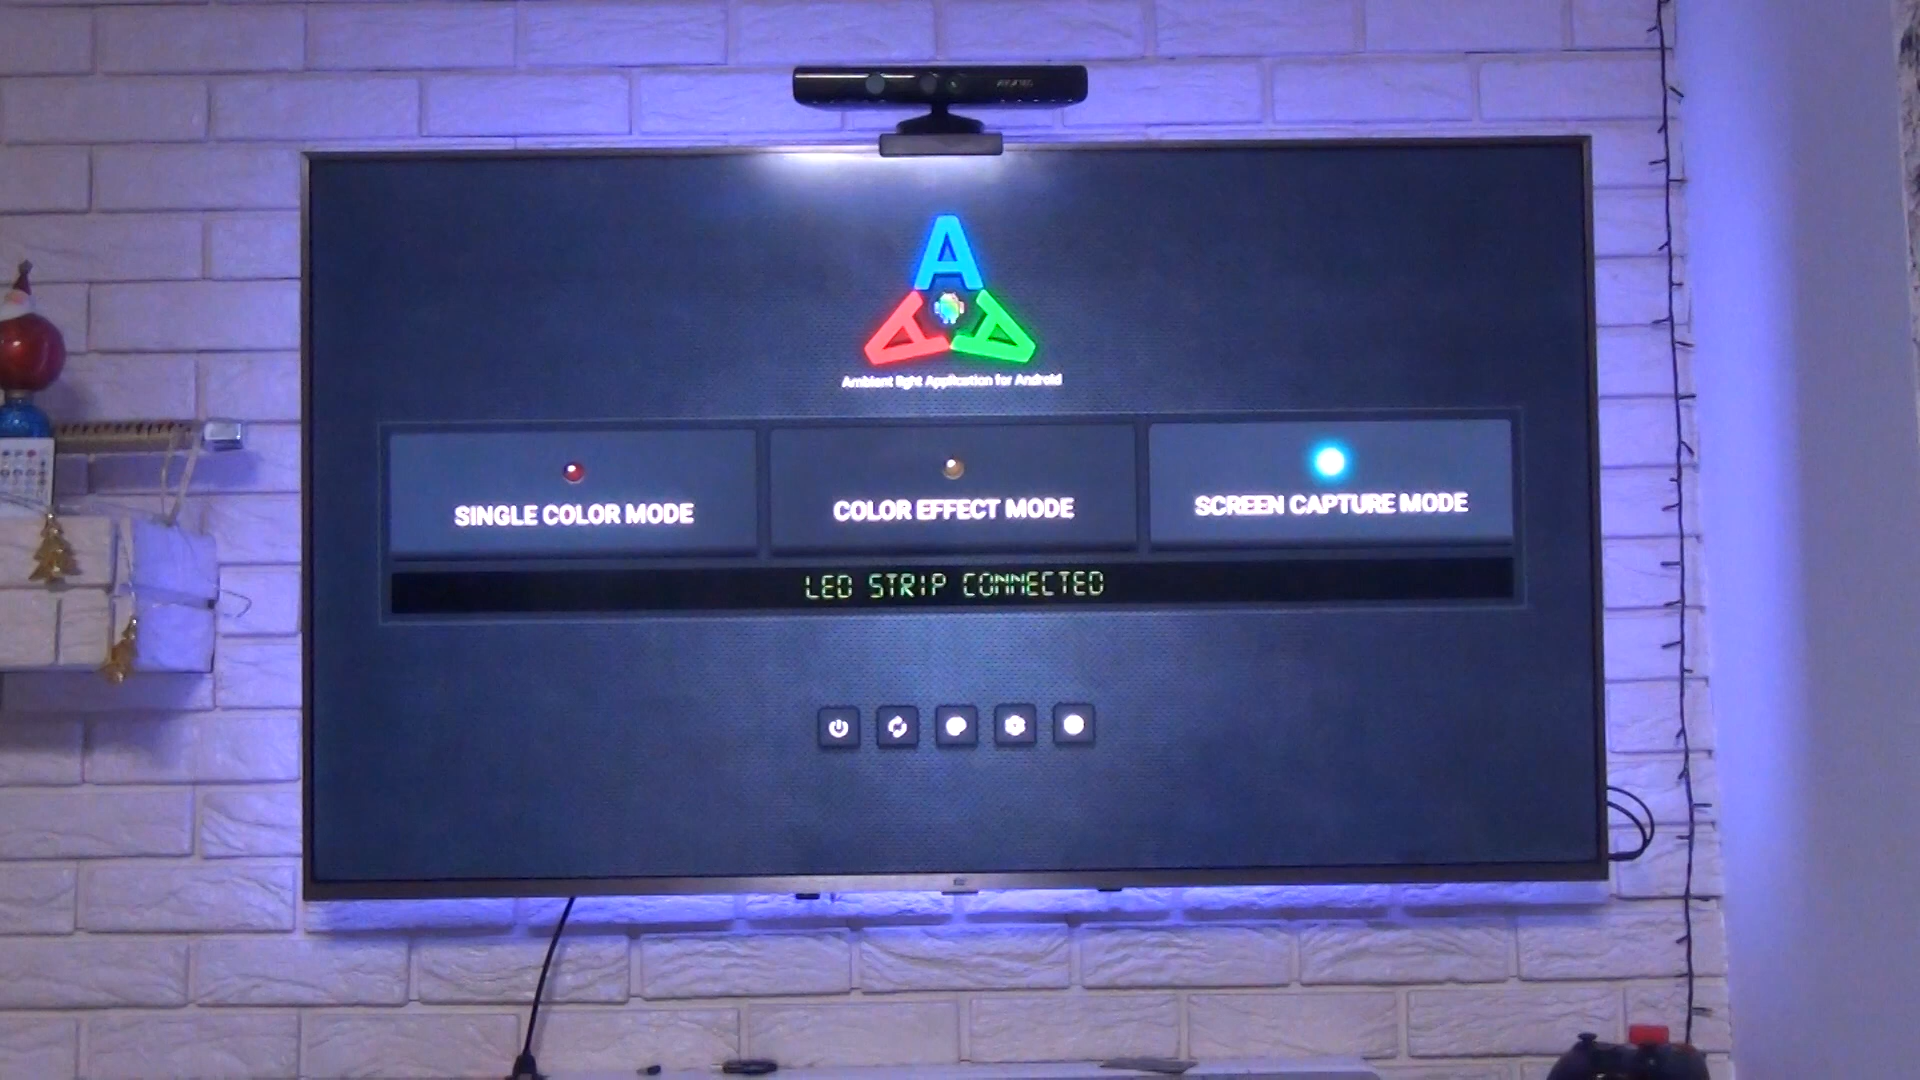 A
A A
Ambient light Application for Android
SINGLE COLOR MODE
COLOR EFFECT MODE
SCREEN CAPTURE MODE
LED STRIP CONNECTED